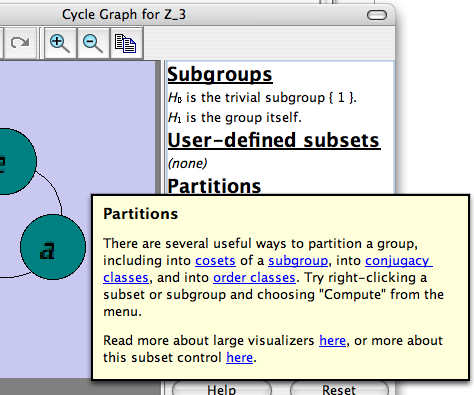 Cycle Graph for Z_3
Subgroups
H₀ is the trivial subgroup { 1 }.
H₁ is the group itself.
User-defined subsets
(none)
Partitions
e
a
Partitions
There are several useful ways to partition a group,
including into cosets of a subgroup, into conjugacy
classes, and into order classes. Try right-clicking a
subset or subgroup and choosing "Compute" from the
menu.
Read more about large visualizers here, or more about
this subset control here.
Help
Reset